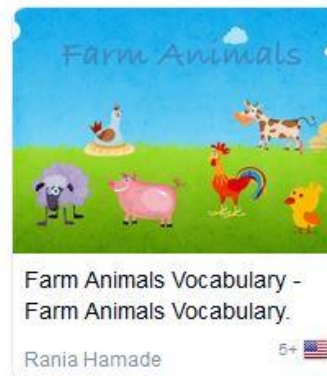 Farm Animals
Farm Animals Vocabulary -
Farm Animals Vocabulary.
Rania Hamade
5+